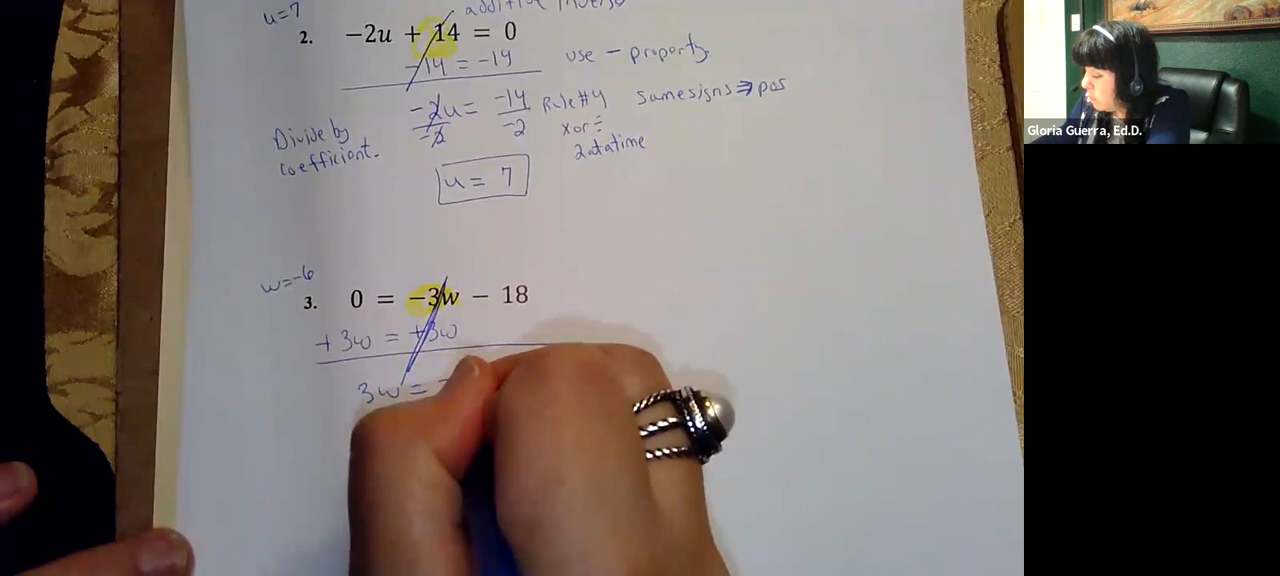 u=7
additive inverse
2. -2u + 14 = 0
-14 = -14 use - property
-2u = -14 Rule #4 same signs ⇒ pos
-2 -2 x or ÷
Divide by coefficient. 2 at a time
u = 7
w=-6
3. 0 = -3w - 18
+3w = +3w
3w = -
Gloria Guerra, Ed.D.